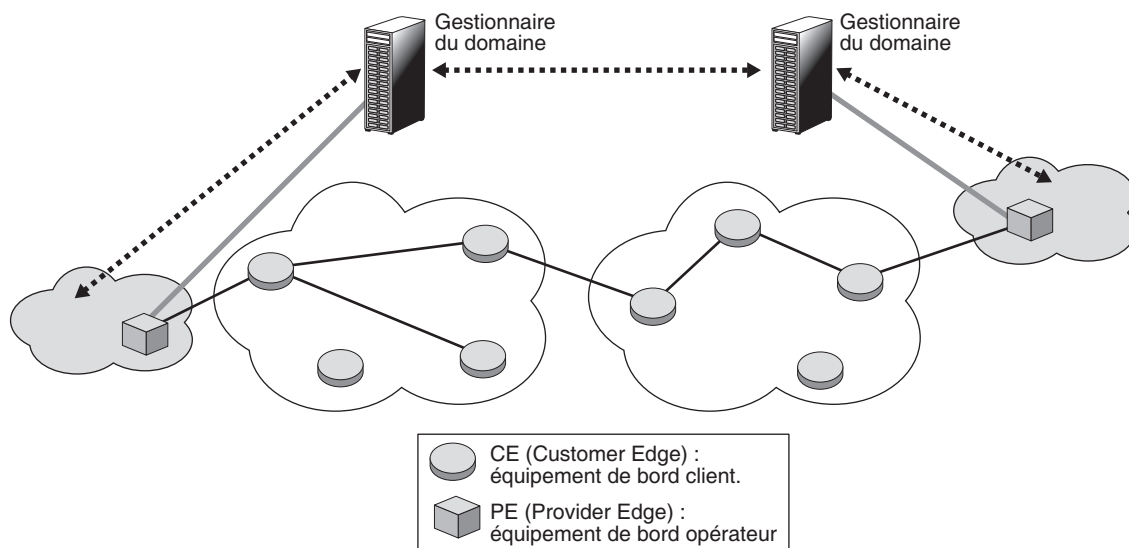 Gestionnaire
du domaine
Gestionnaire
du domaine
CE (Customer Edge) :
équipement de bord client.
PE (Provider Edge) :
équipement de bord opérateur